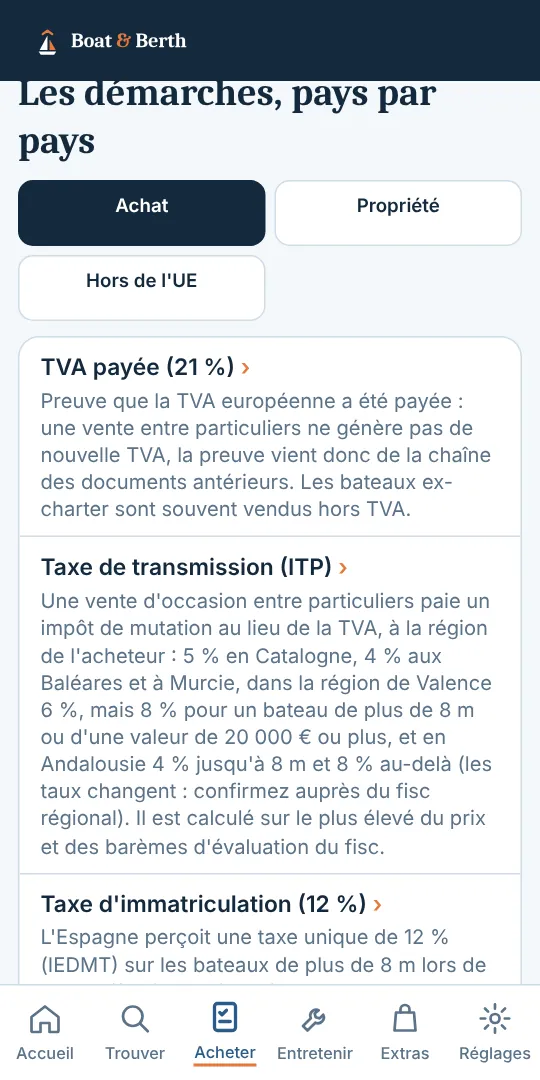 Boat & Berth
Les démarches, pays par
pays
Achat
Propriété
Hors de l'UE
TVA payée (21 %) ›
Preuve que la TVA européenne a été payée :
une vente entre particuliers ne génère pas de
nouvelle TVA, la preuve vient donc de la chaîne
des documents antérieurs. Les bateaux ex-
charter sont souvent vendus hors TVA.
Taxe de transmission (ITP) ›
Une vente d'occasion entre particuliers paie un
impôt de mutation au lieu de la TVA, à la région
de l'acheteur : 5 % en Catalogne, 4 % aux
Baléares et à Murcie, dans la région de Valence
6 %, mais 8 % pour un bateau de plus de 8 m
ou d'une valeur de 20 000 € ou plus, et en
Andalousie 4 % jusqu'à 8 m et 8 % au-delà (les
taux changent : confirmez auprès du fisc
régional). Il est calculé sur le plus élevé du prix
et des barèmes d'évaluation du fisc.
Taxe d'immatriculation (12 %) ›
L'Espagne perçoit une taxe unique de 12 %
(IEDMT) sur les bateaux de plus de 8 m lors de
Accueil
Trouver
Acheter
Entretenir
Extras
Réglages